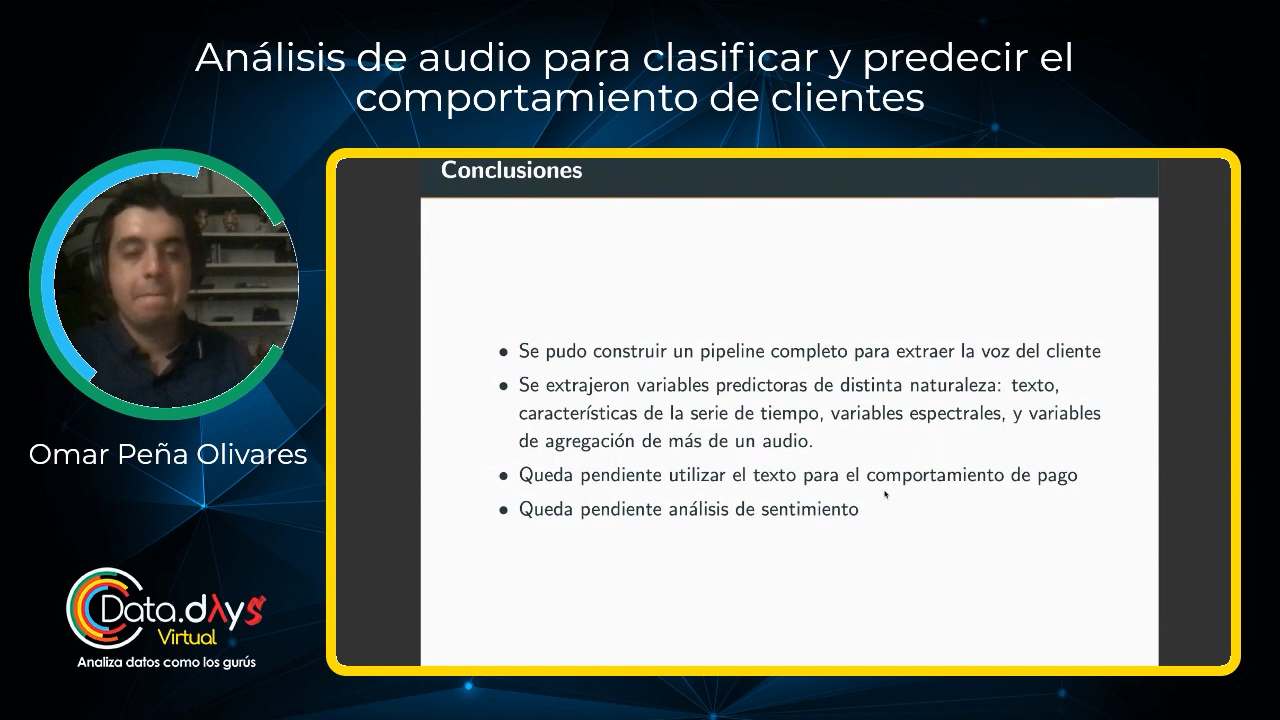 Análisis de audio para clasificar y predecir el
comportamiento de clientes
Conclusiones
• Se pudo construir un pipeline completo para extraer la voz del cliente
• Se extrajeron variables predictoras de distinta naturaleza: texto,
características de la serie de tiempo, variables espectrales, y variables
de agregación de más de un audio.
• Queda pendiente utilizar el texto para el comportamiento de pago
• Queda pendiente análisis de sentimiento
Omar Peña Olivares
Data.dλys
Virtual
Analiza datos como los gurús